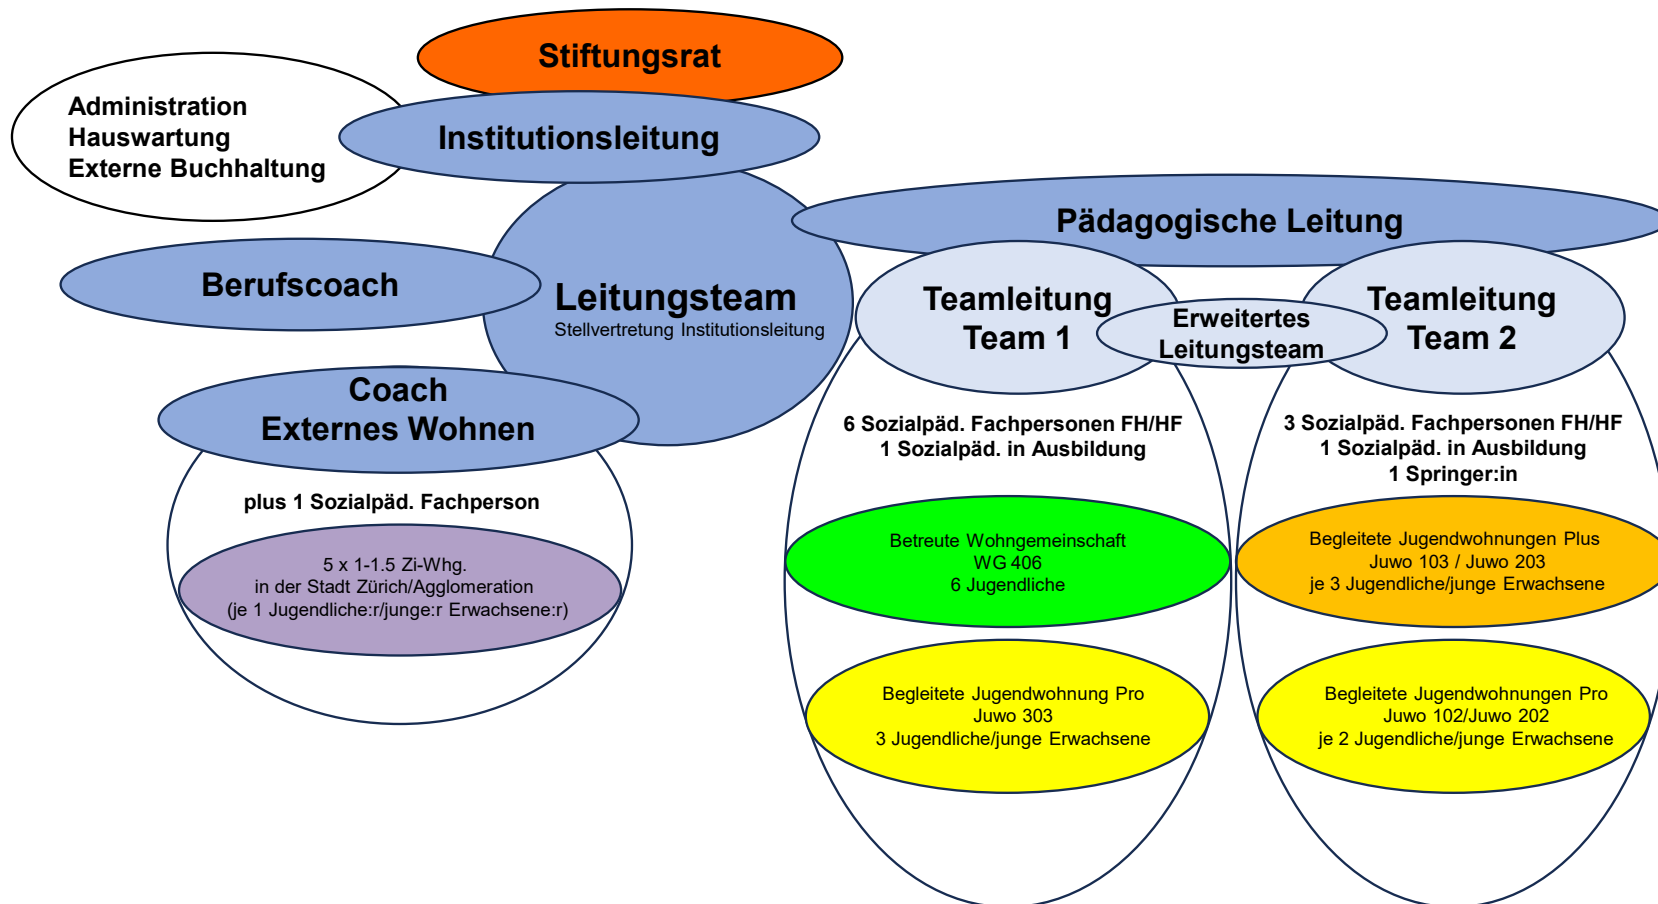 Stiftungsrat
Administration
Hauswartung
Externe Buchhaltung
Institutionsleitung
Pädagogische Leitung
Berufscoach
Leitungsteam
Stellvertretung Institutionsleitung
Teamleitung
Team 1
Erweitertes
Leitungsteam
Teamleitung
Team 2
Coach
Externes Wohnen
plus 1 Sozialpäd. Fachperson
5 x 1-1.5 Zi-Whg.
in der Stadt Zürich/Agglomeration
(je 1 Jugendliche:r/junge:r Erwachsene:r)
6 Sozialpäd. Fachpersonen FH/HF
1 Sozialpäd. in Ausbildung
Betreute Wohngemeinschaft
WG 406
6 Jugendliche
Begleitete Jugendwohnung Pro
Juwo 303
3 Jugendliche/junge Erwachsene
3 Sozialpäd. Fachpersonen FH/HF
1 Sozialpäd. in Ausbildung
1 Springer:in
Begleitete Jugendwohnungen Plus
Juwo 103 / Juwo 203
je 3 Jugendliche/junge Erwachsene
Begleitete Jugendwohnungen Pro
Juwo 102/Juwo 202
je 2 Jugendliche/junge Erwachsene